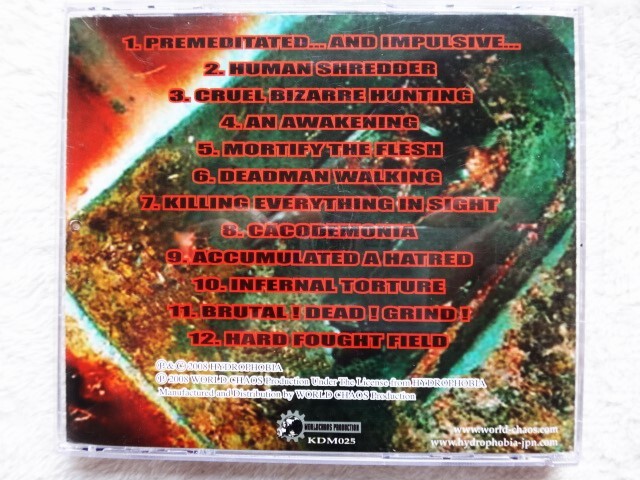 1. PREMEDITATED... AND IMPULSIVE...
2. HUMAN SHREDDER
3. CRUEL BIZARRE HUNTING
4. AN AWAKENING
5. MORTIFY THE FLESH
6. DEADMAN WALKING
7. KILLING EVERYTHING IN SIGHT
8. CACODEMONIA
9. ACCUMULATED A HATRED
10. INFERNAL TORTURE
11. BRUTAL ! DEAD ! GRIND !
12. HARD FOUGHT FIELD
Ⓟ & © 2008 HYDROPHOBIA
Ⓟ 2008 WORLD CHAOS Production Under The License from HYDROPHOBIA
Manufactured and Distribution by WORLD CHAOS Production
WORLDCHAOS PRODUCTION
KDM025
www.world-chaos.com
www.hydrophobia-jpn.com